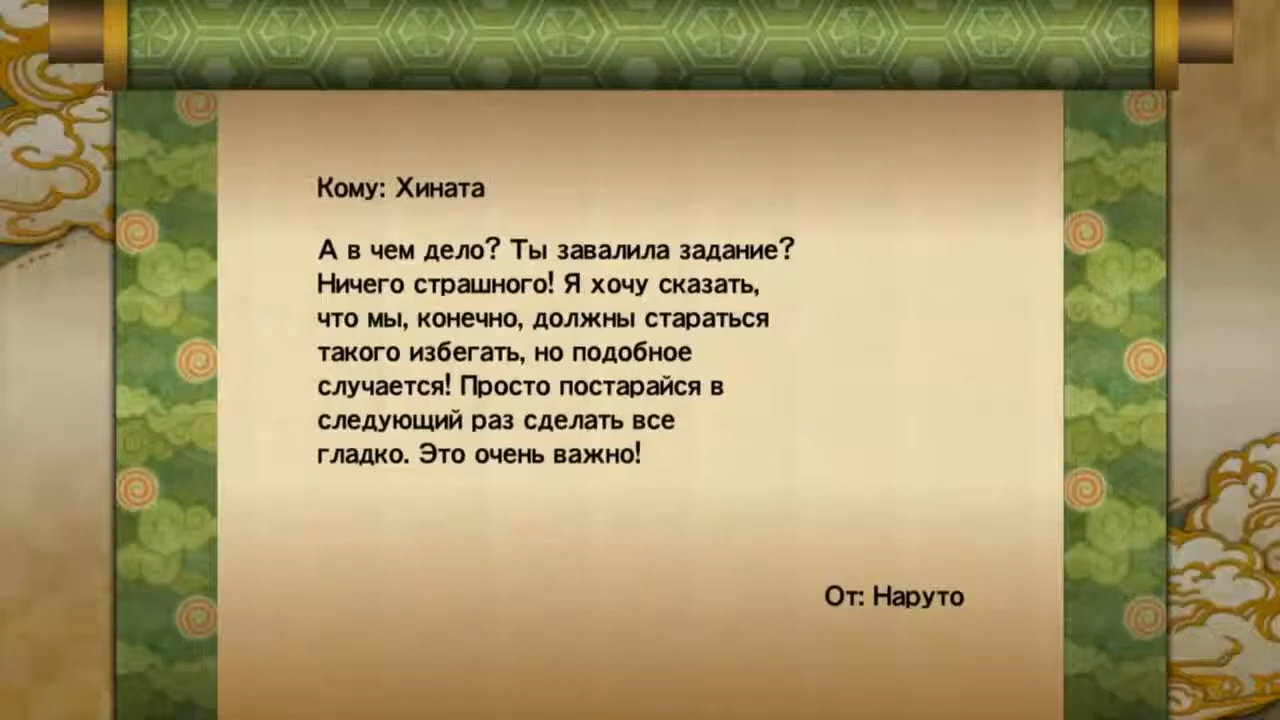 Кому: Хината
А в чем дело? Ты завалила задание?
Ничего страшного! Я хочу сказать,
что мы, конечно, должны стараться
такого избегать, но подобное
случается! Просто постарайся в
следующий раз сделать все
гладко. Это очень важно!
От: Наруто